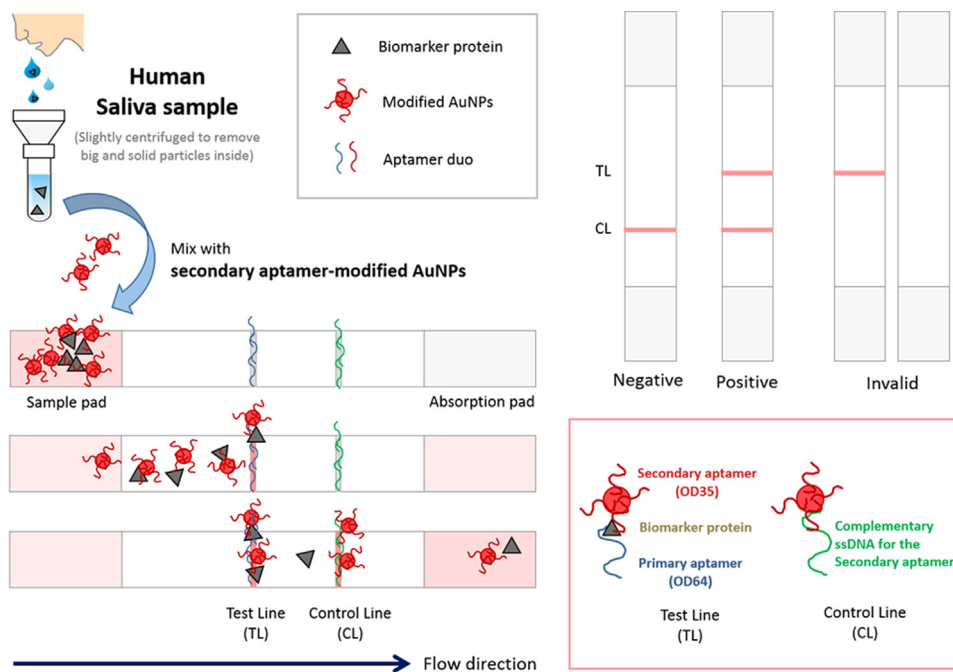 Human
Saliva sample
(Slightly centrifuged to remove
big and solid particles inside)
Biomarker protein
Modified AuNPs
Aptamer duo
Mix with
secondary aptamer-modified AuNPs
Sample pad
Absorption pad
Test Line
(TL)
Control Line
(CL)
Flow direction
TL
CL
Negative
Positive
Invalid
Secondary aptamer
(OD35)
Biomarker protein
Primary aptamer
(OD64)
Test Line
(TL)
Complementary
ssDNA for the
Secondary aptamer
Control Line
(CL)